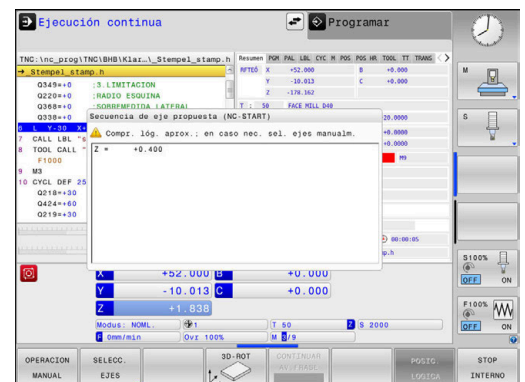 Ejecución continua
Programar
TNC:\nc_prog\TNC\BHB\Klar…\_Stempel_stamp.h
→_Stempel_stamp.h
Q349=+0 ;3.LIMITACION
Q220=+0 ;RADIO ESQUINA
Q368=+0 ;SOBREMEDIDA LATERAL
Q338=+0
6 L Y-30 X+
7 CALL LBL "
8 TOOL CALL "
F1000
9 M3
10 CYCL DEF 25
Q218=+30
Q424=+60
Q219=+30
Resumen PGM PAL LBL CYC M POS POS HR TOOL TT TRANS
RFTEÓ X +52.000 B +0.000
Y -10.013 C +0.000
Z -178.162
T : 50 FACE MILL D40
20.0000
+0.0000
+0.0000
M9
00:00:05
p.h
Secuencia de eje propuesta (NC-START)
Compr. lóg. aprox.; en caso nec. sel. ejes manualm.
Z = +0.400
X +52.000 B +0.000
Y -10.013 C +0.000
Z +1.838
Modus: NOML. 1 T 50 Z S 2000
F 0mm/min Ovr 100% M 5/9
M
S
S100%
OFF ON
F100%
OFF ON
OPERACION MANUAL
SELECC. EJES
3D-ROT
CONTINUAR AV.FRASE
POSIC. LOGICA
STOP INTERNO